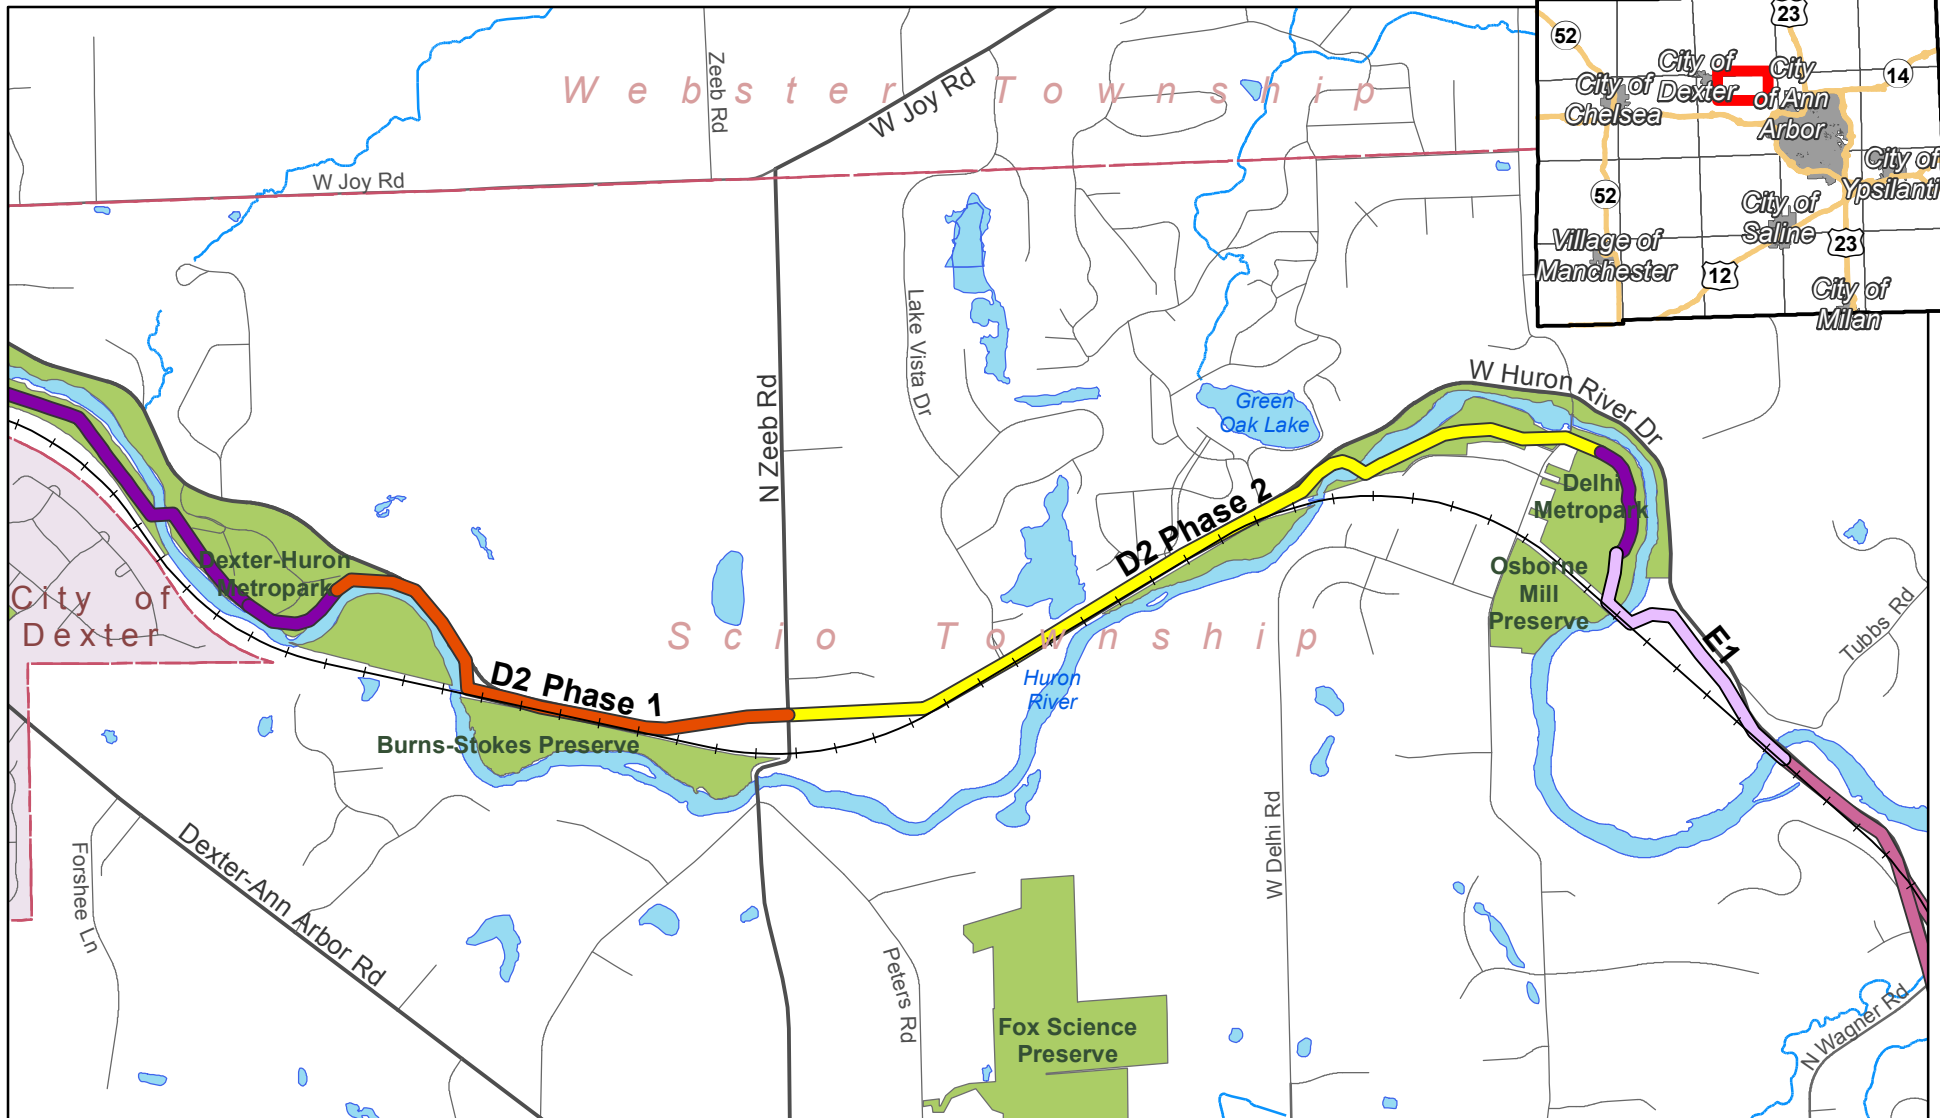 Webster Township
Zeeb Rd
W Joy Rd
W Joy Rd
23
52
City of
Dexter
City
of Ann
Arbor
14
City of
Chelsea
City of
Ypsilanti
52
City of
Saline
23
Village of
Manchester
12
City of
Milan
Lake Vista Dr
N Zeeb Rd
Green
Oak Lake
W Huron River Dr
D2 Phase 2
Delhi
Metropark
Dexter-Huron
Metropark
Osborne
Mill
Preserve
City of
Dexter
Scio Township
E1
Tubbs Rd
D2 Phase 1
Huron
River
Burns-Stokes Preserve
W Delhi Rd
Forshee Ln
Dexter-Ann Arbor Rd
Peters Rd
Fox Science
Preserve
N Wagner Rd